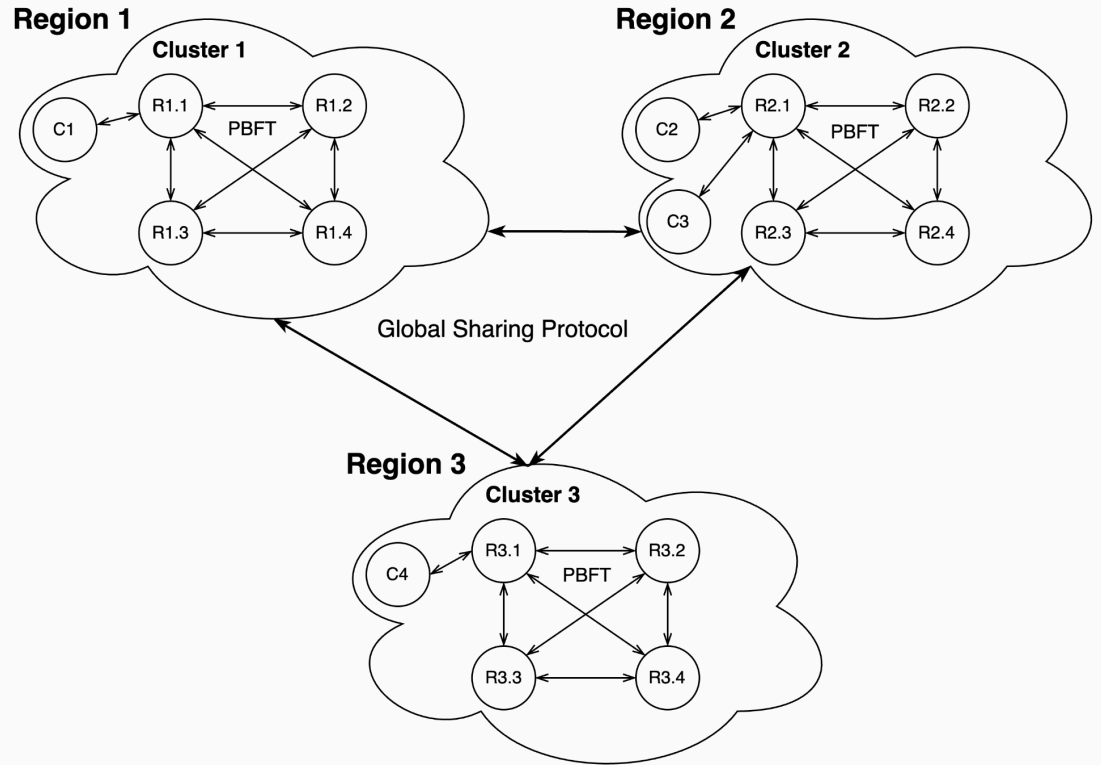 Region 1
Cluster 1
C1
R1.1
R1.2
PBFT
R1.3
R1.4
Region 2
Cluster 2
C2
R2.1
R2.2
PBFT
C3
R2.3
R2.4
Global Sharing Protocol
Region 3
Cluster 3
C4
R3.1
R3.2
PBFT
R3.3
R3.4